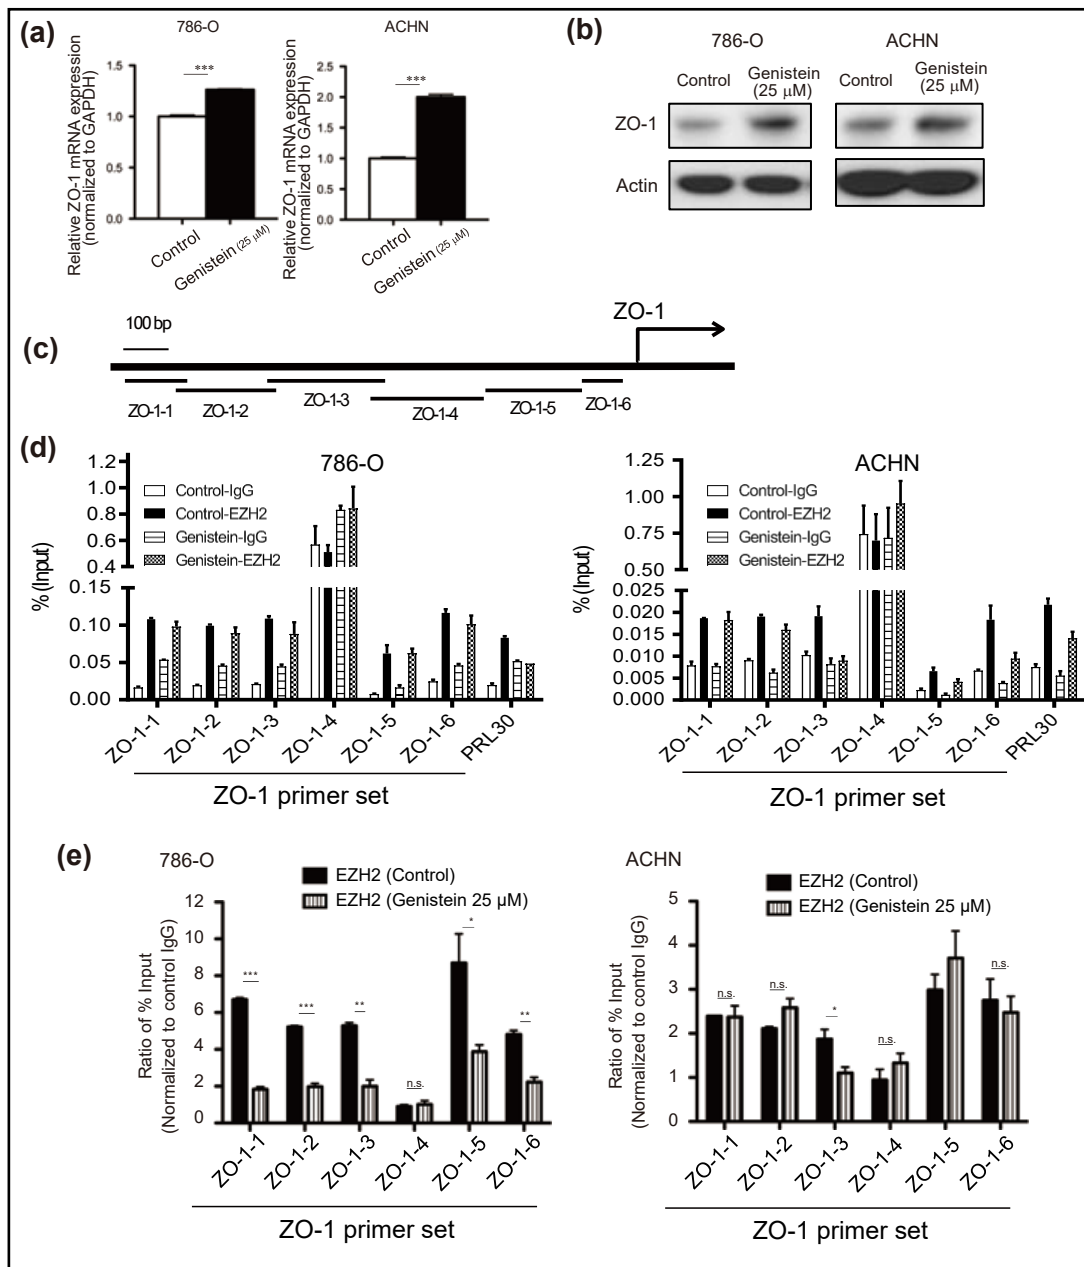 (a)
786-O
Relative ZO-1 mRNA expression
(normalized to GAPDH)
1.5
1.0
0.5
0.0
***
Control
Genistein (25 μM)
ACHN
Relative ZO-1 mRNA expression
(normalized to GAPDH)
2.5
2.0
1.5
1.0
0.5
0.0
***
Control
Genistein (25 μM)
(b)
786-O
ACHN
Control
Genistein
(25 μM)
Control
Genistein
(25 μM)
ZO-1
Actin
(c)
100 bp
ZO-1
ZO-1-1
ZO-1-2
ZO-1-3
ZO-1-4
ZO-1-5
ZO-1-6
(d)
786-O
% (Input)
1.2
1.0
0.8
0.6
0.4
0.15
0.10
0.05
0.00
Control-IgG
Control-EZH2
Genistein-IgG
Genistein-EZH2
ZO-1-1
ZO-1-2
ZO-1-3
ZO-1-4
ZO-1-5
ZO-1-6
PRL30
ZO-1 primer set
ACHN
% (Input)
1.25
1.00
0.75
0.50
0.025
0.020
0.015
0.010
0.005
0.000
Control-IgG
Control-EZH2
Genistein-IgG
Genistein-EZH2
ZO-1-1
ZO-1-2
ZO-1-3
ZO-1-4
ZO-1-5
ZO-1-6
PRL30
ZO-1 primer set
(e)
786-O
EZH2 (Control)
EZH2 (Genistein 25 μM)
Ratio of % Input
(Normalized to control IgG)
12
10
8
6
4
2
0
***
***
**
n.s.
*
**
ZO-1-1
ZO-1-2
ZO-1-3
ZO-1-4
ZO-1-5
ZO-1-6
ZO-1 primer set
ACHN
EZH2 (Control)
EZH2 (Genistein 25 μM)
Ratio of % Input
(Normalized to control IgG)
5
4
3
2
1
0
n.s.
n.s.
*
n.s.
n.s.
ZO-1-1
ZO-1-2
ZO-1-3
ZO-1-4
ZO-1-5
ZO-1-6
ZO-1 primer set